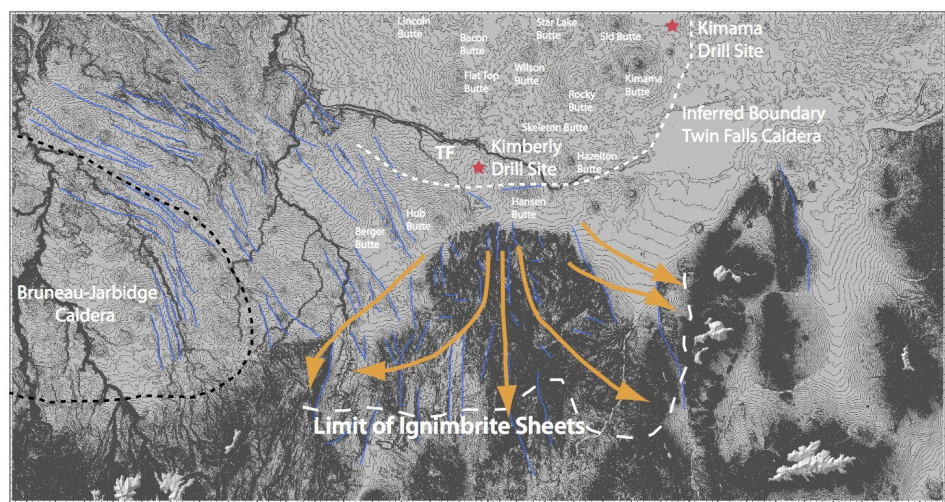 Lincoln
Butte
Bacon
Butte
Star Lake
Butte
Sid Butte
Kimama
Drill Site
Flat Top
Butte
Wilson
Butte
Kimama
Butte
Rocky
Butte
Inferred Boundary
Twin Falls Caldera
Skeleton Butte
TF
Kimberly
Drill Site
Hazelton
Butte
Hansen
Butte
Hub
Butte
Berger
Butte
Bruneau-Jarbidge
Caldera
Limit of Ignimbrite Sheets